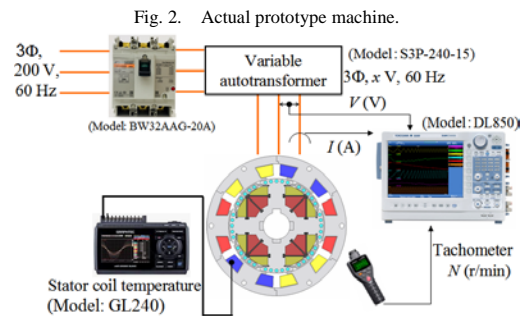 Fig. 2. Actual prototype machine.
3Φ,
200 V,
60 Hz
(Model: BW32AAG-20A)
Variable
autotransformer
(Model: S3P-240-15)
3Φ, x V, 60 Hz
V (V)
I (A)
(Model: DL850)
Stator coil temperature
(Model: GL240)
Tachometer
N (r/min)